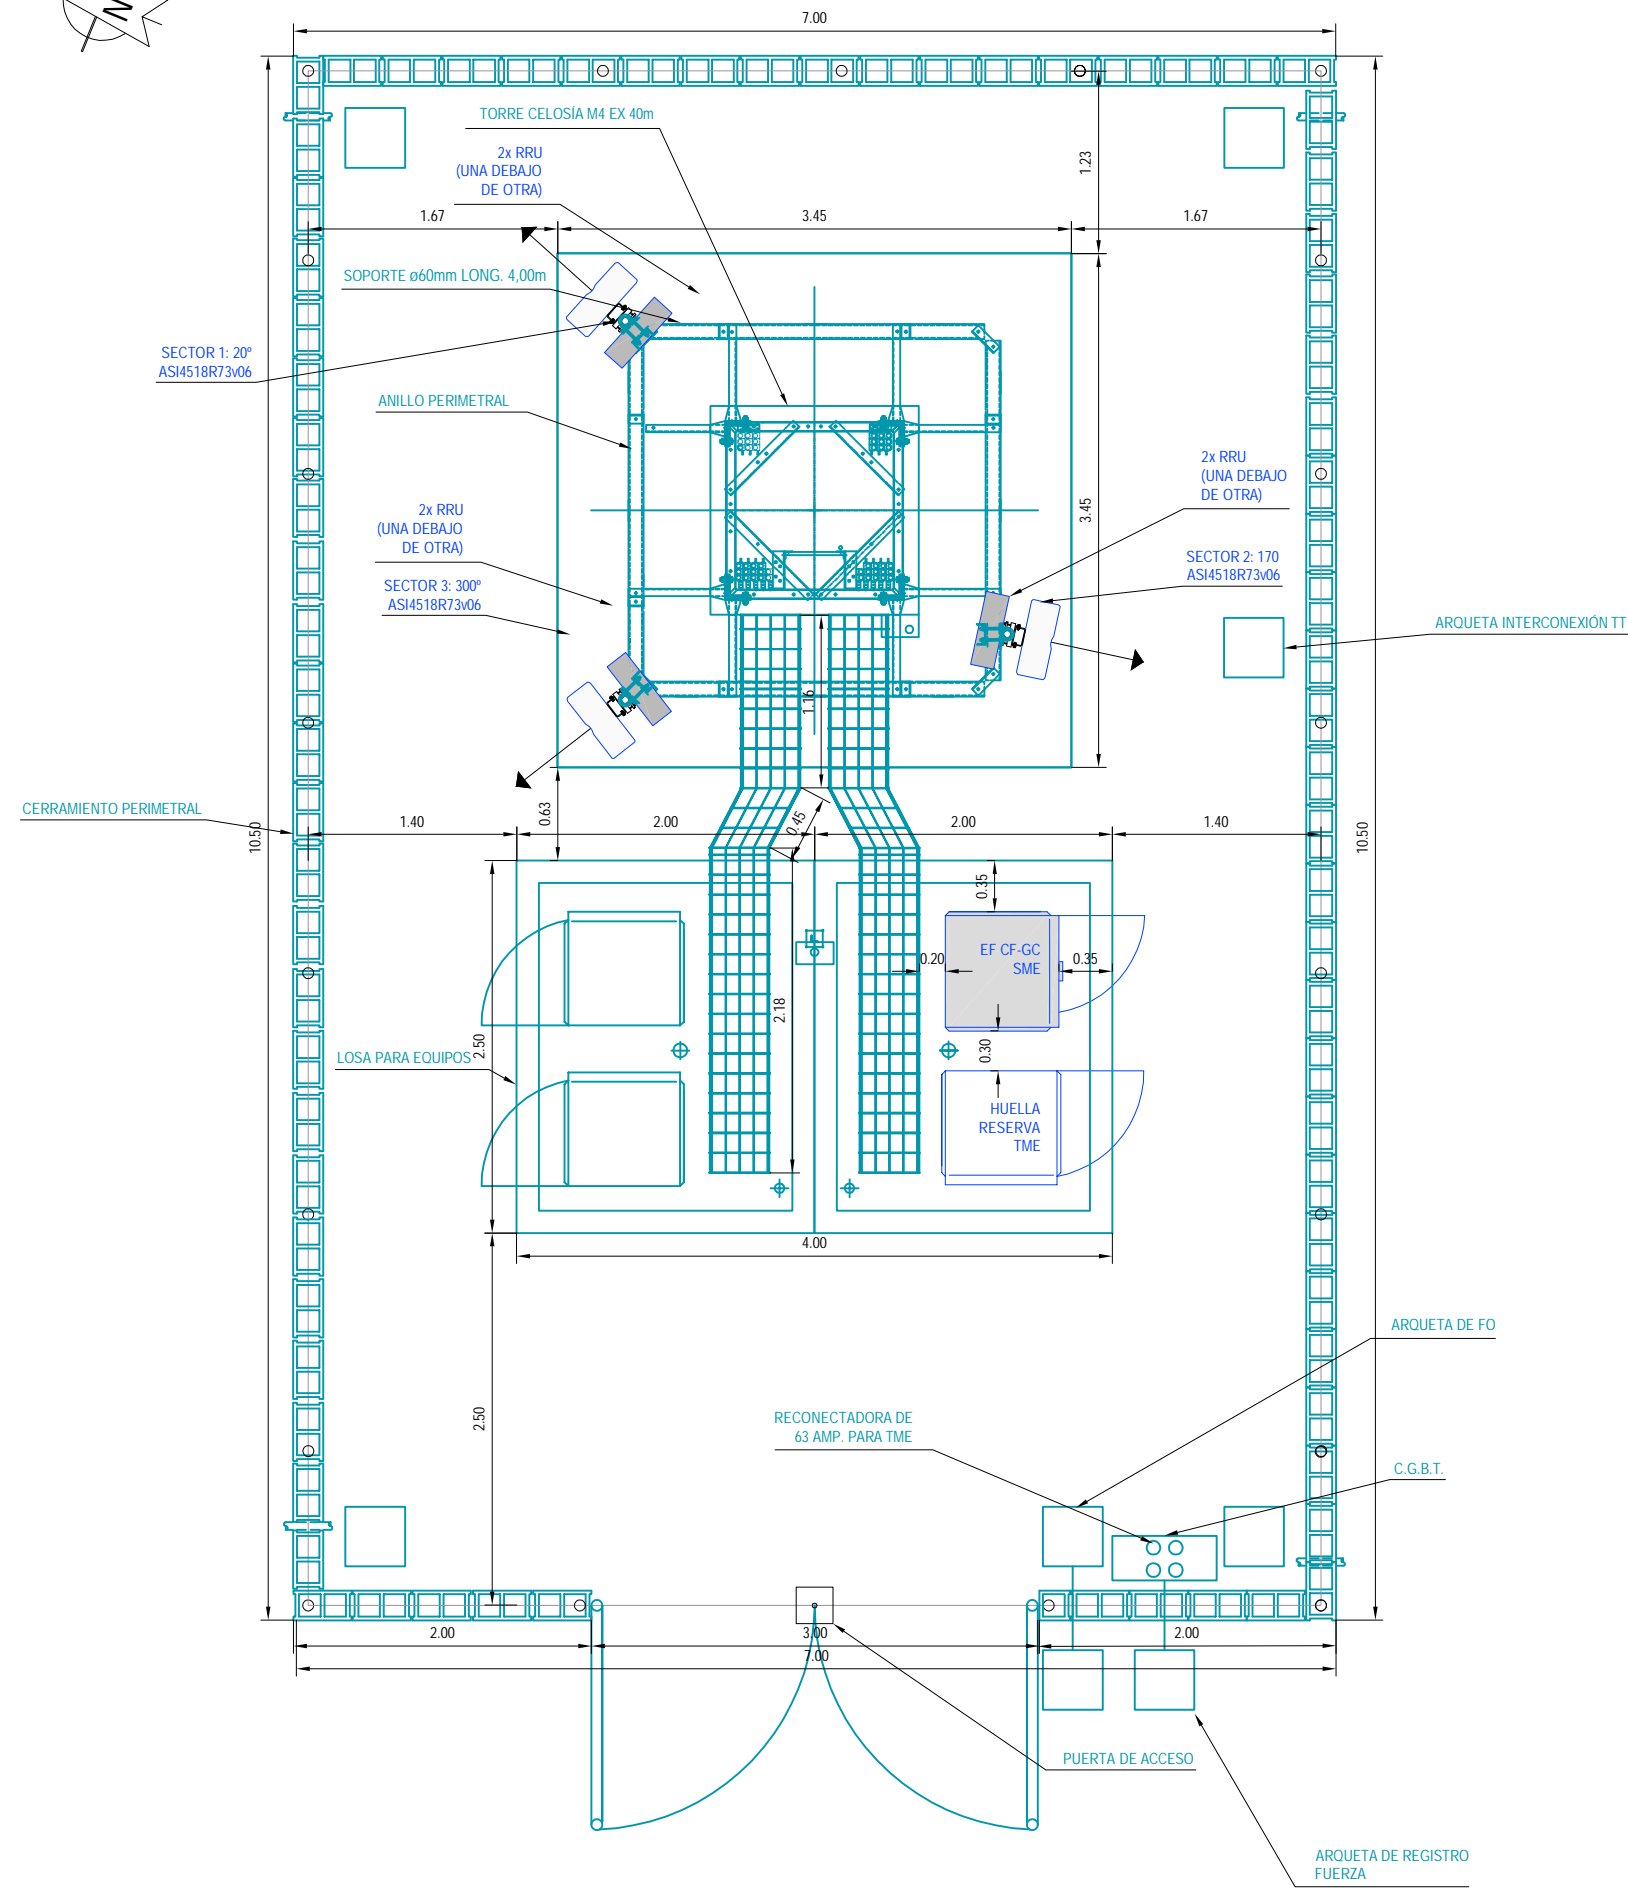 N
7.00
TORRE CELOSÍA M4 EX 40m
2x RRU
(UNA DEBAJO
DE OTRA)
1.23
1.67
3.45
1.67
SOPORTE ø60mm LONG. 4,00m
SECTOR 1: 20º
ASI4518R73v06
ANILLO PERIMETRAL
2x RRU
(UNA DEBAJO
DE OTRA)
3.45
2x RRU
(UNA DEBAJO
DE OTRA)
SECTOR 2: 170
ASI4518R73v06
SECTOR 3: 300º
ASI4518R73v06
ARQUETA INTERCONEXIÓN TT
1.16
CERRAMIENTO PERIMETRAL
10.50
0.63
1.40
2.00
0.45
2.00
1.40
10.50
0.35
EF CF-GC
SME
0.20
0.35
2.18
2.50
0.30
LOSA PARA EQUIPOS
HUELLA
RESERVA
TME
4.00
ARQUETA DE FO
2.50
RECONECTADORA DE
63 AMP. PARA TME
C.G.B.T.
2.00
3.00
2.00
7.00
PUERTA DE ACCESO
ARQUETA DE REGISTRO
FUERZA